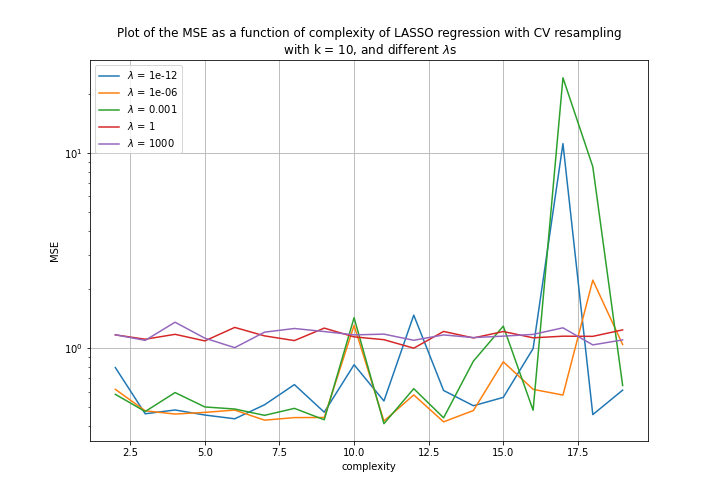 Plot of the MSE as a function of complexity of LASSO regression with CV resampling
with k = 10, and different λs
λ = 1e-12
λ = 1e-06
λ = 0.001
λ = 1
λ = 1000
10¹
MSE
10⁰
2.5 5.0 7.5 10.0 12.5 15.0 17.5
complexity